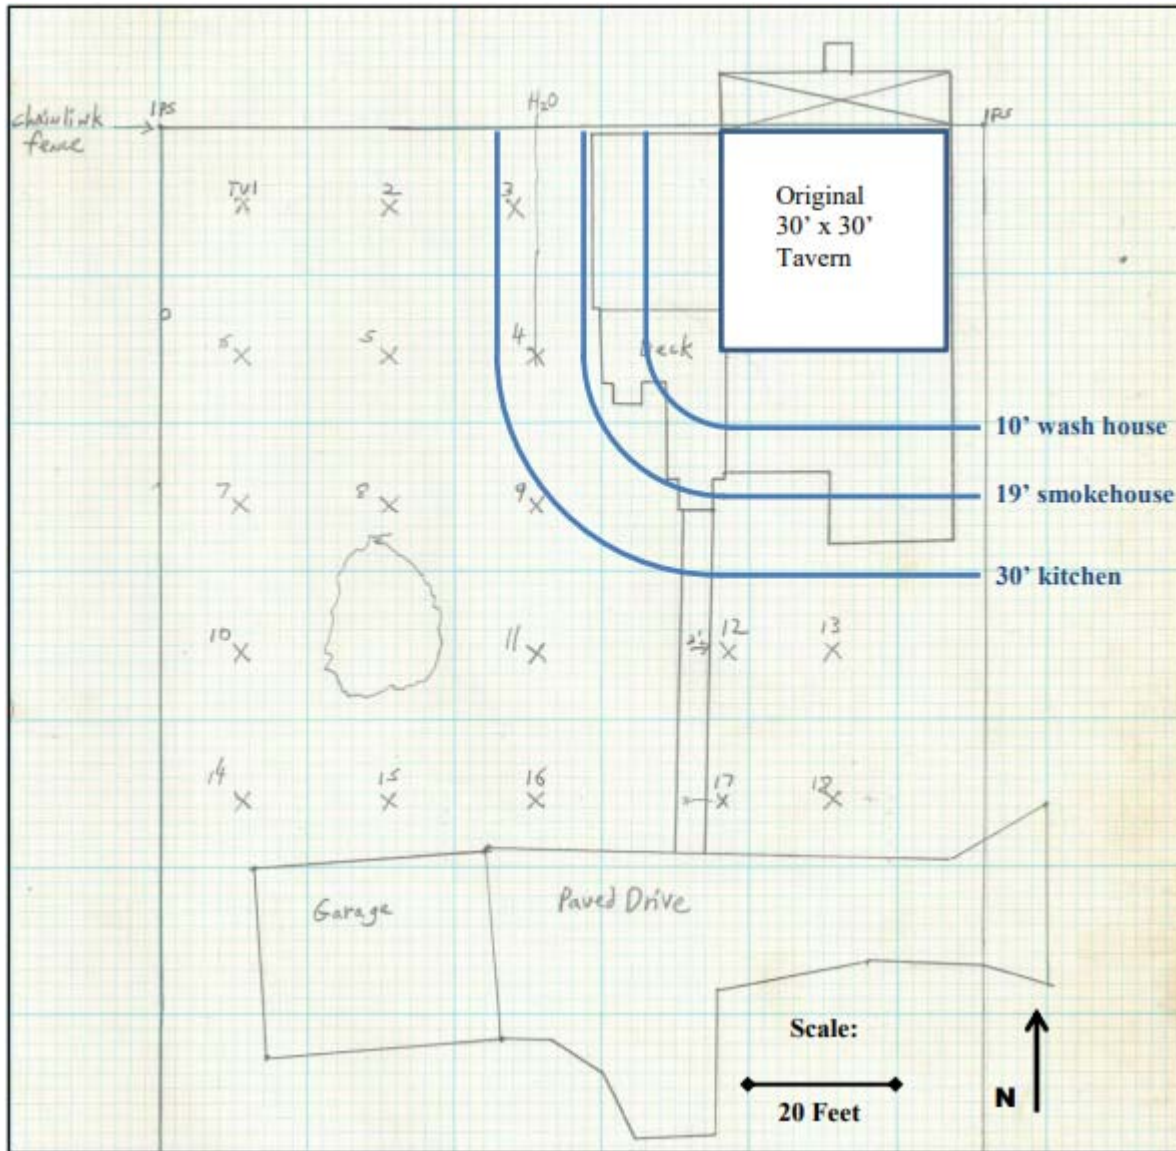 H₂O
IPS
IPS
chainlink
fence
TU1
2
3
Original
30' x 30'
Tavern
6
5
4
Deck
10' wash house
7
8
9
19' smokehouse
30' kitchen
10
11
2'
12
13
14
15
16
17
18
Garage
Paved Drive
Scale:
N
20 Feet